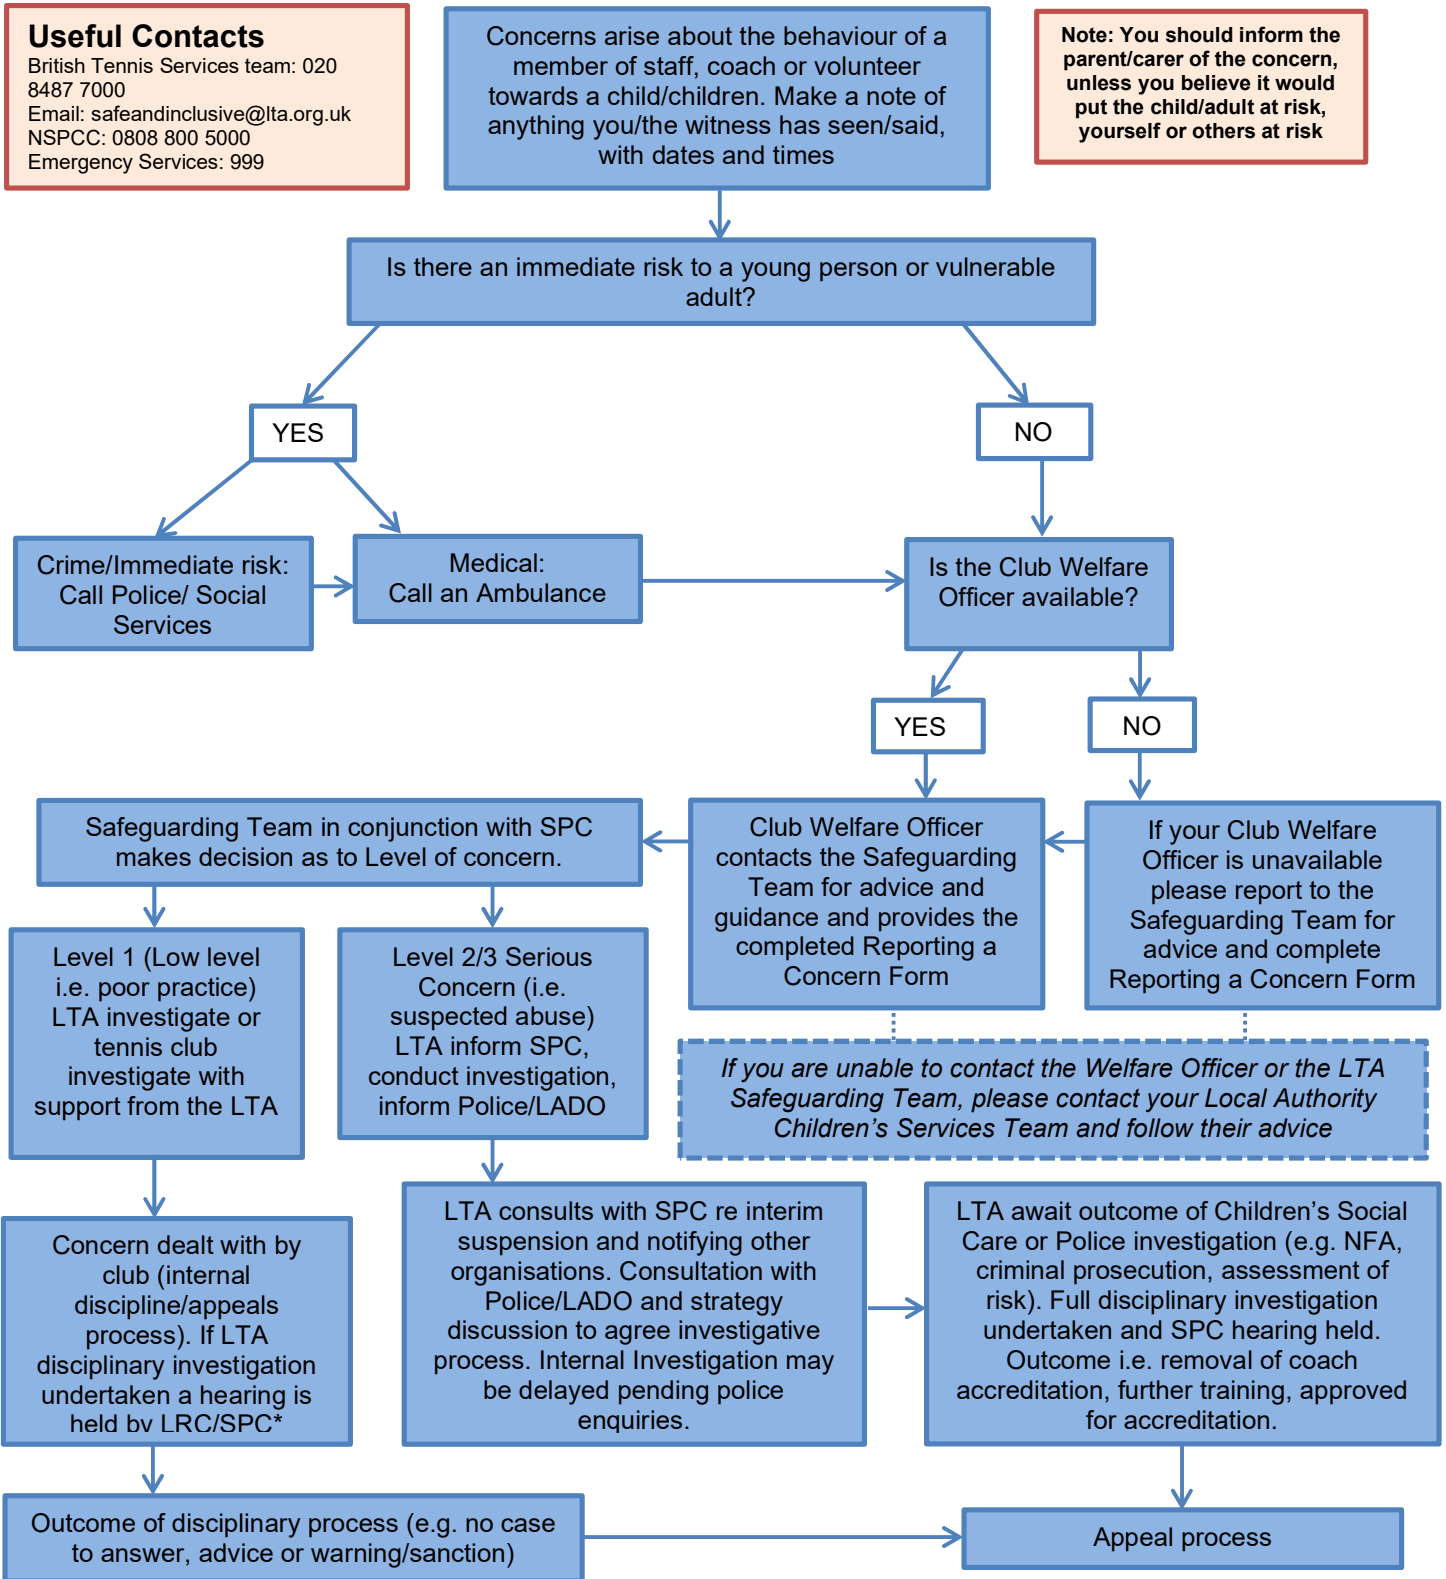 Useful Contacts
British Tennis Services team: 020
8487 7000
Email: safeandinclusive@lta.org.uk
NSPCC: 0808 800 5000
Emergency Services: 999
Concerns arise about the behaviour of a
member of staff, coach or volunteer
towards a child/children. Make a note of
anything you/the witness has seen/said,
with dates and times
Note: You should inform the
parent/carer of the concern,
unless you believe it would
put the child/adult at risk,
yourself or others at risk
Is there an immediate risk to a young person or vulnerable
adult?
YES
NO
Crime/Immediate risk:
Call Police/ Social
Services
Medical:
Call an Ambulance
Is the Club Welfare
Officer available?
YES
NO
Safeguarding Team in conjunction with SPC
makes decision as to Level of concern.
Club Welfare Officer
contacts the Safeguarding
Team for advice and
guidance and provides the
completed Reporting a
Concern Form
If your Club Welfare
Officer is unavailable
please report to the
Safeguarding Team for
advice and complete
Reporting a Concern Form
Level 1 (Low level
i.e. poor practice)
LTA investigate or
tennis club
investigate with
support from the LTA
Level 2/3 Serious
Concern (i.e.
suspected abuse)
LTA inform SPC,
conduct investigation,
inform Police/LADO
If you are unable to contact the Welfare Officer or the LTA
Safeguarding Team, please contact your Local Authority
Children’s Services Team and follow their advice
Concern dealt with by
club (internal
discipline/appeals
process). If LTA
disciplinary investigation
undertaken a hearing is
held by LRC/SPC*
LTA consults with SPC re interim
suspension and notifying other
organisations. Consultation with
Police/LADO and strategy
discussion to agree investigative
process. Internal Investigation may
be delayed pending police
enquiries.
LTA await outcome of Children’s Social
Care or Police investigation (e.g. NFA,
criminal prosecution, assessment of
risk). Full disciplinary investigation
undertaken and SPC hearing held.
Outcome i.e. removal of coach
accreditation, further training, approved
for accreditation.
Outcome of disciplinary process (e.g. no case
to answer, advice or warning/sanction)
Appeal process